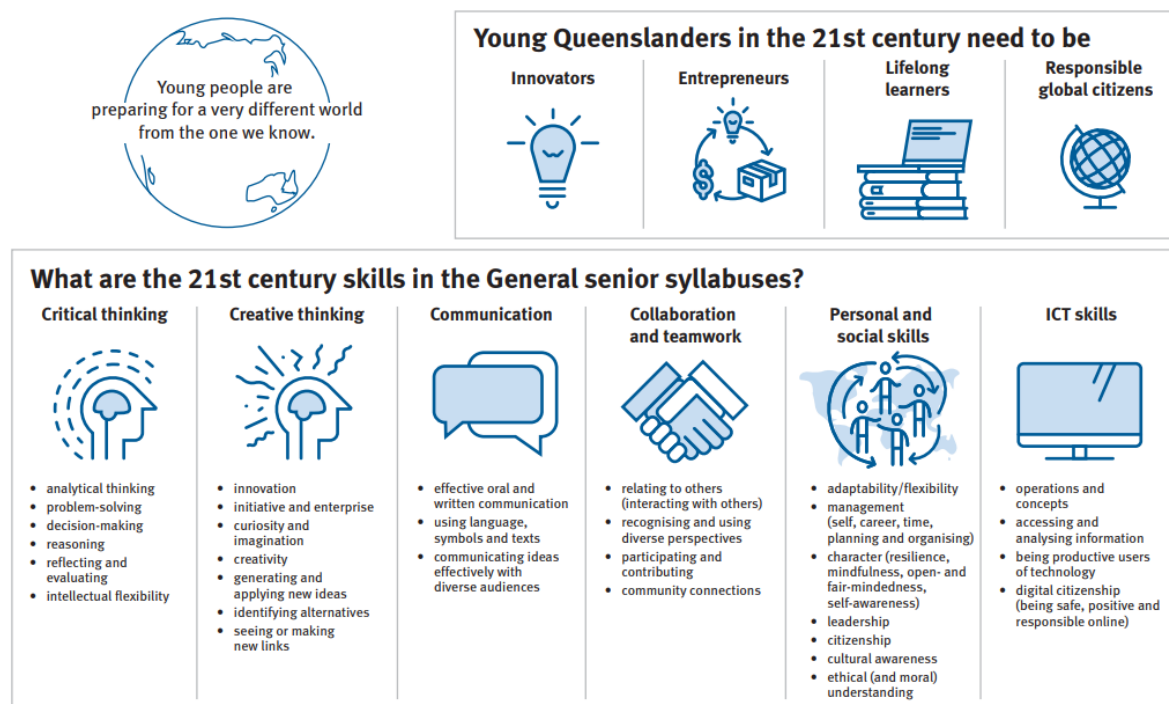 Young people are
preparing for a very different world
from the one we know.
Young Queenslanders in the 21st century need to be
Innovators
Entrepreneurs
Lifelong
learners
Responsible
global citizens
What are the 21st century skills in the General senior syllabuses?
Critical thinking
• analytical thinking
• problem-solving
• decision-making
• reasoning
• reflecting and
evaluating
• intellectual flexibility
Creative thinking
• innovation
• initiative and enterprise
• curiosity and
imagination
• creativity
• generating and
applying new ideas
• identifying alternatives
• seeing or making
new links
Communication
• effective oral and
written communication
• using language,
symbols and texts
• communicating ideas
effectively with
diverse audiences
Collaboration
and teamwork
• relating to others
(interacting with others)
• recognising and using
diverse perspectives
• participating and
contributing
• community connections
Personal and
social skills
• adaptability/flexibility
• management
(self, career, time,
planning and organising)
• character (resilience,
mindfulness, open- and
fair-mindedness,
self-awareness)
• leadership
• citizenship
• cultural awareness
• ethical (and moral)
understanding
ICT skills
• operations and
concepts
• accessing and
analysing information
• being productive users
of technology
• digital citizenship
(being safe, positive and
responsible online)